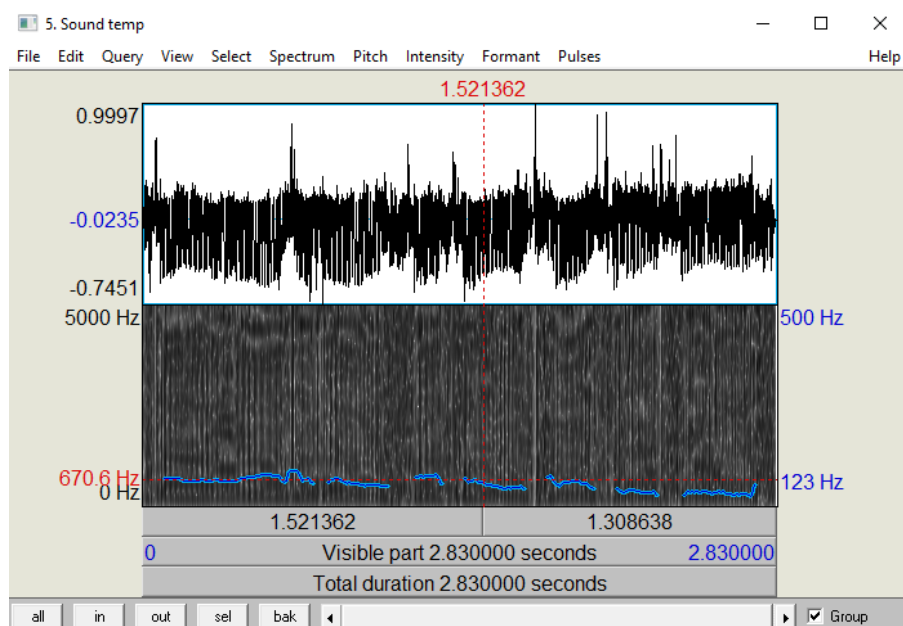 5. Sound temp
File Edit Query View Select Spectrum Pitch Intensity Formant Pulses Help
1.521362
0.9997
-0.0235
-0.7451
5000 Hz 500 Hz
670.6 Hz 123 Hz
0 Hz
1.521362 1.308638
0 Visible part 2.830000 seconds 2.830000
Total duration 2.830000 seconds
all in out sel bak Group